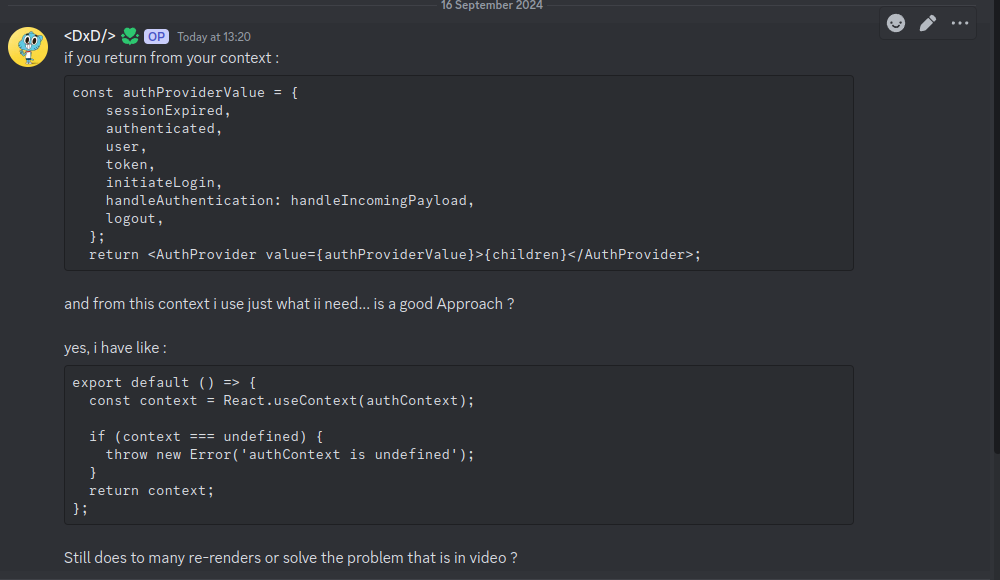 16 September 2024
<DxD/> OP Today at 13:20
if you return from your context :
const authProviderValue = {
    sessionExpired,
    authenticated,
    user,
    token,
    initiateLogin,
    handleAuthentication: handleIncomingPayload,
    logout,
  };
  return <AuthProvider value={authProviderValue}>{children}</AuthProvider>;
and from this context i use just what ii need... is a good Approach ?
yes, i have like :
export default () => {
  const context = React.useContext(authContext);
  if (context === undefined) {
    throw new Error('authContext is undefined');
  }
  return context;
};
Still does to many re-renders or solve the problem that is in video ?